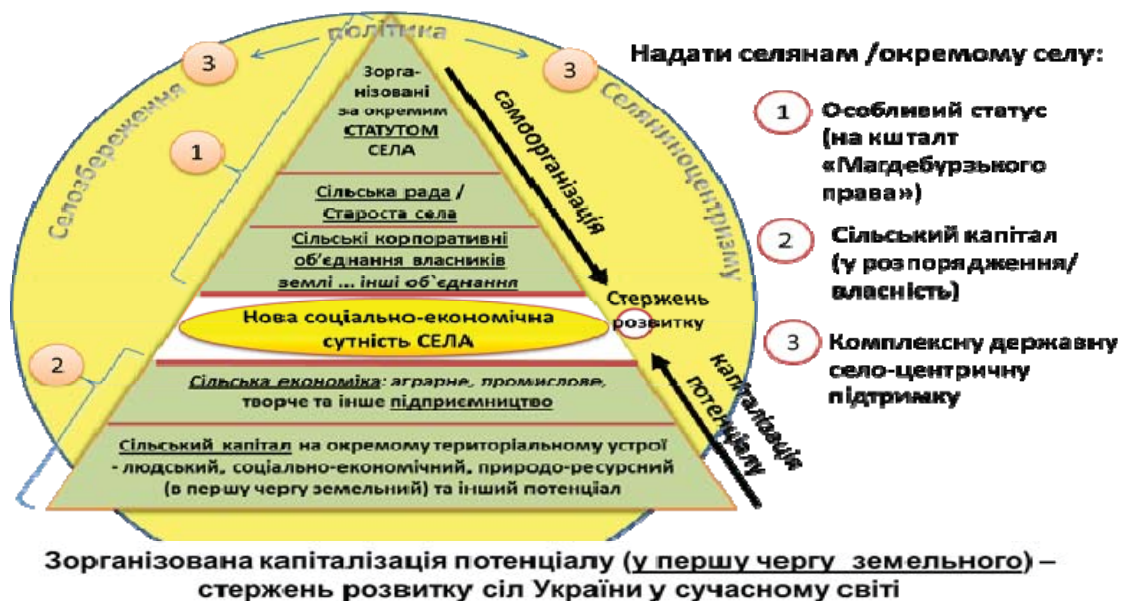 політика
3
3
Селозбереження
Селяниноцентризму
1
2
Зорга-
нізовані
за окремим
СТАТУТОМ
СЕЛА
Сільська рада /
Староста села
Сільські корпоративні
об’єднання власників
землі ... інші об`єднання
Нова соціально-економічна
сутність СЕЛА
Сільська економіка: аграрне, промислове,
творче та інше підприємництво
Сільський капітал на окремому територіальному устрої
- людський, соціально-економічний, природо-ресурсний
(в першу чергу земельний) та інший потенціал
самоорганізація
Стержень
розвитку
капіталізація
потенціалу
Надати селянам /окремому селу:
1
Особливий статус
(на кшталт
«Магдебурзького
права»)
2
Сільський капітал
(у розпорядження/
власність)
3
Комплексну державну
село-центричну
підтримку
Зорганізована капіталізація потенціалу (у першу чергу земельного) –
стержень розвитку сіл України у сучасному світі